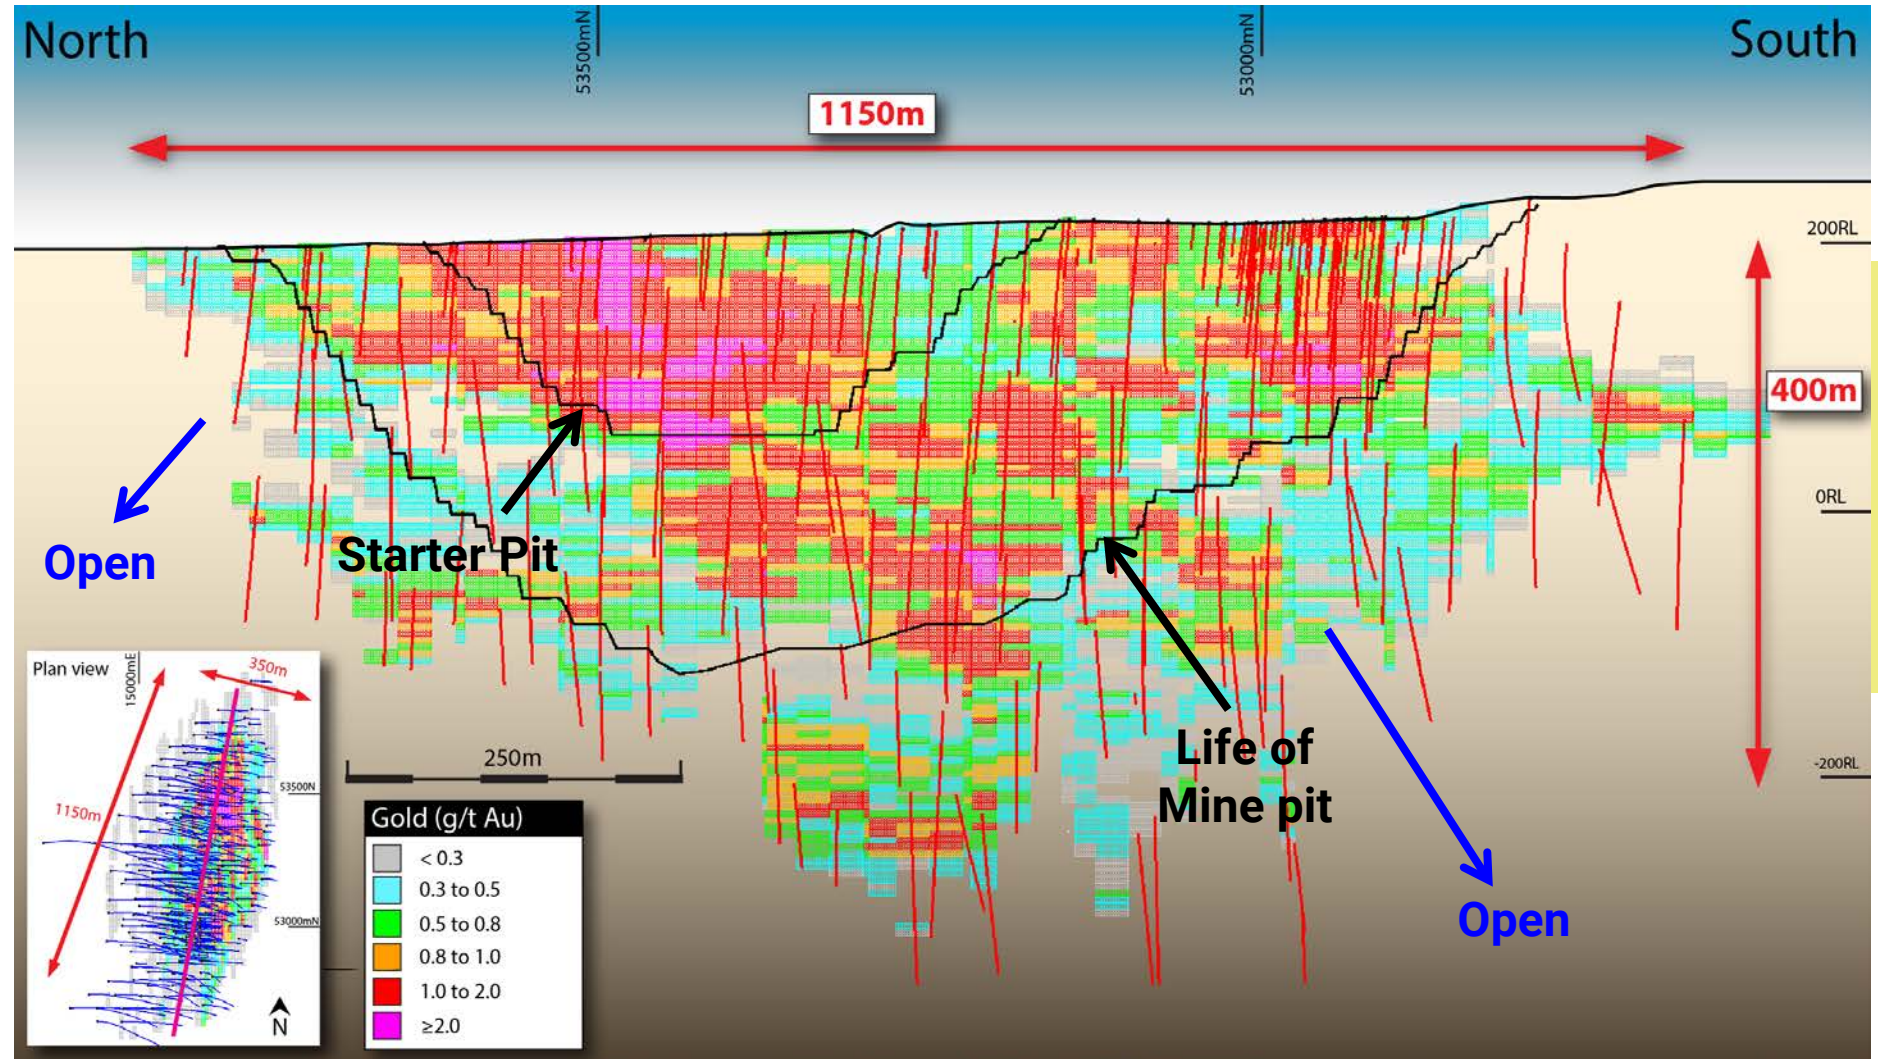 North
53500mN
53000mN
South
1150m
200RL
400m
0RL
Open
Starter Pit
-200RL
Plan view
15000mE
350m
1150m
53500N
53000mN
N
250m
Life of
Mine pit
Open
Gold (g/t Au)
< 0.3
0.3 to 0.5
0.5 to 0.8
0.8 to 1.0
1.0 to 2.0
≥2.0